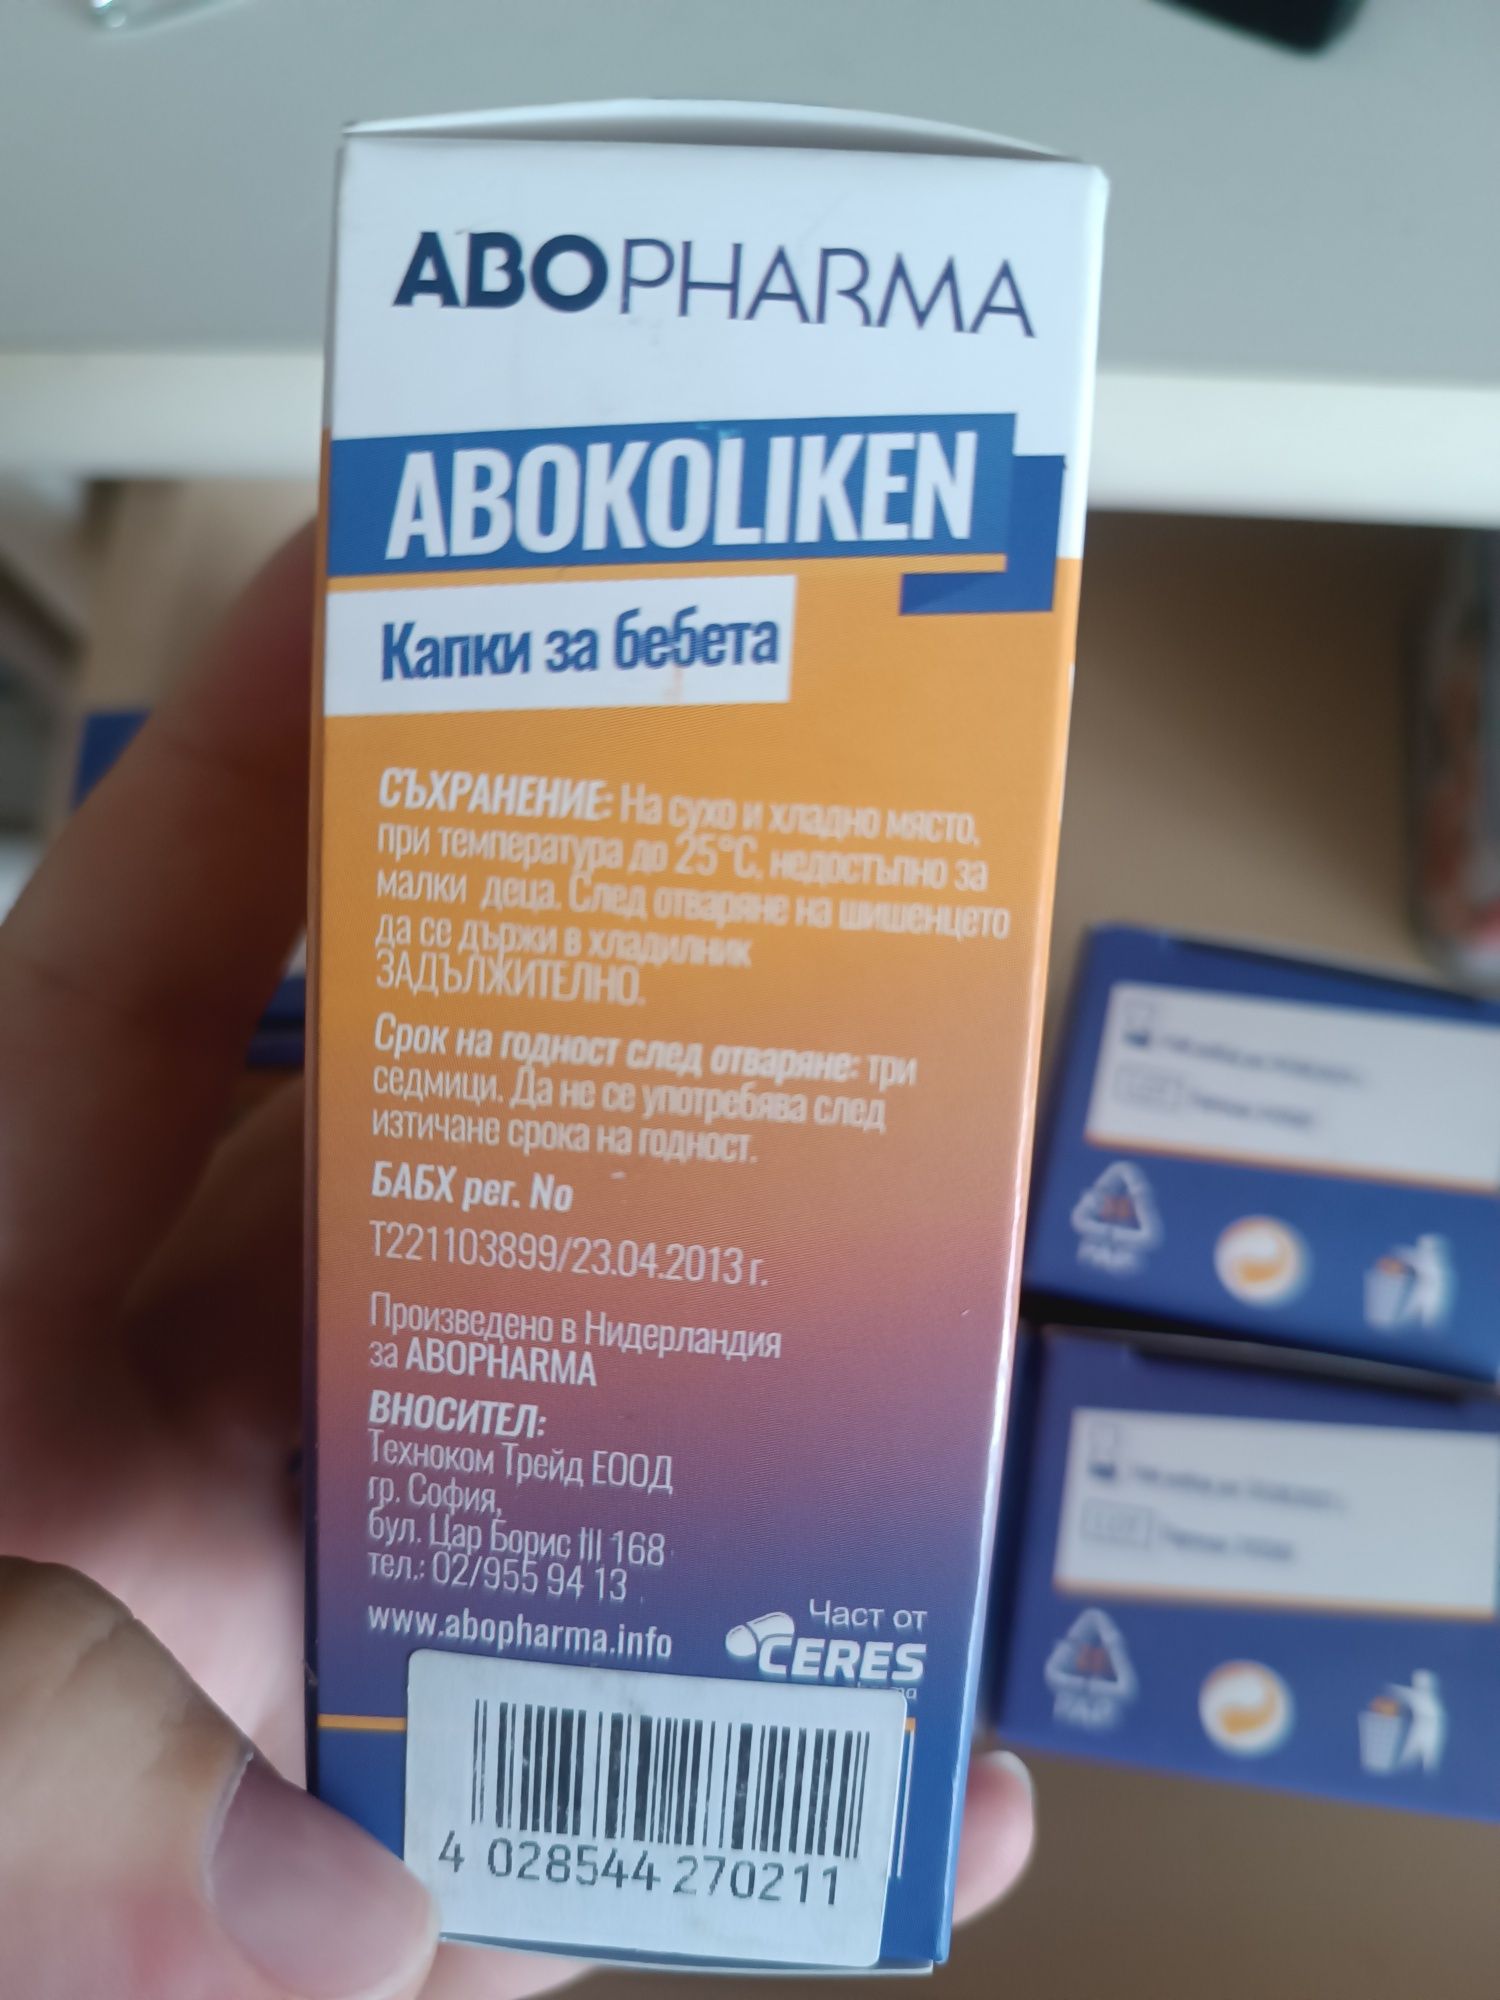 ABOPHARMA
ABOKOLIKEN
Капки за бебета
СЪХРАНЕНИЕ: На сухо и хладно място,
при температура до 25°C, недостъпно за
малки деца. След отваряне на шишенцето
да се държи в хладилник
ЗАДЪЛЖИТЕЛНО.
Срок на годност след отваряне: три
седмици. Да не се употребява след
изтичане срока на годност.
БАБХ рег. No
Т221103899/23.04.2013 г.
Произведено в Нидерландия
за ABOPHARMA
ВНОСИТЕЛ:
Техноком Трейд ЕООД
гр. София,
бул. Цар Борис III 168
тел.: 02/955 94 13
www.abopharma.info
Част от
CERES
4 028544 270211